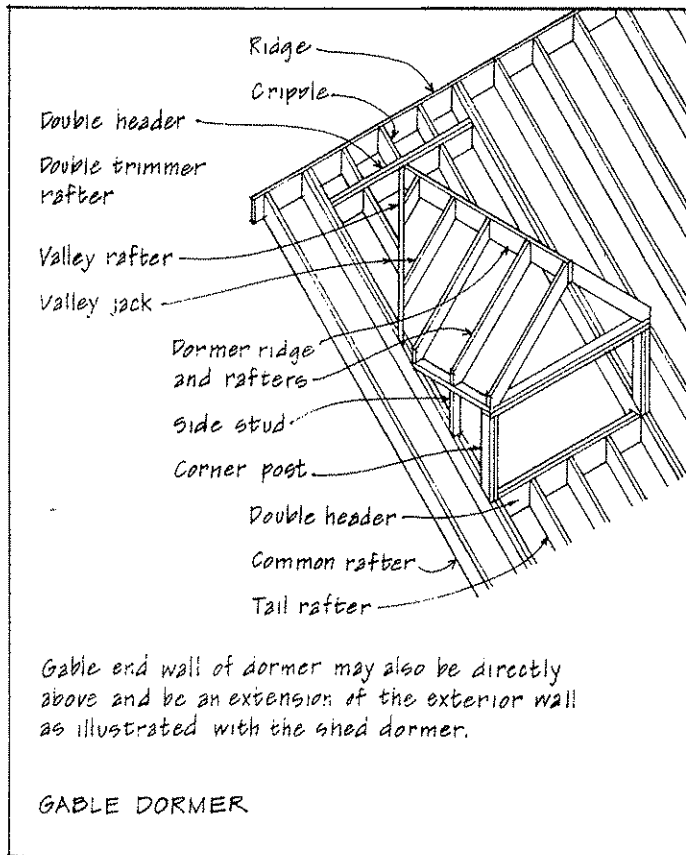 Ridge
Cripple
Double header
Double trimmer
rafter
Valley rafter
Valley jack
Dormer ridge
and rafters
Side stud
Corner post
Double header
Common rafter
Tail rafter
Gable end wall of dormer may also be directly
above and be an extension of the exterior wall
as illustrated with the shed dormer.
GABLE DORMER